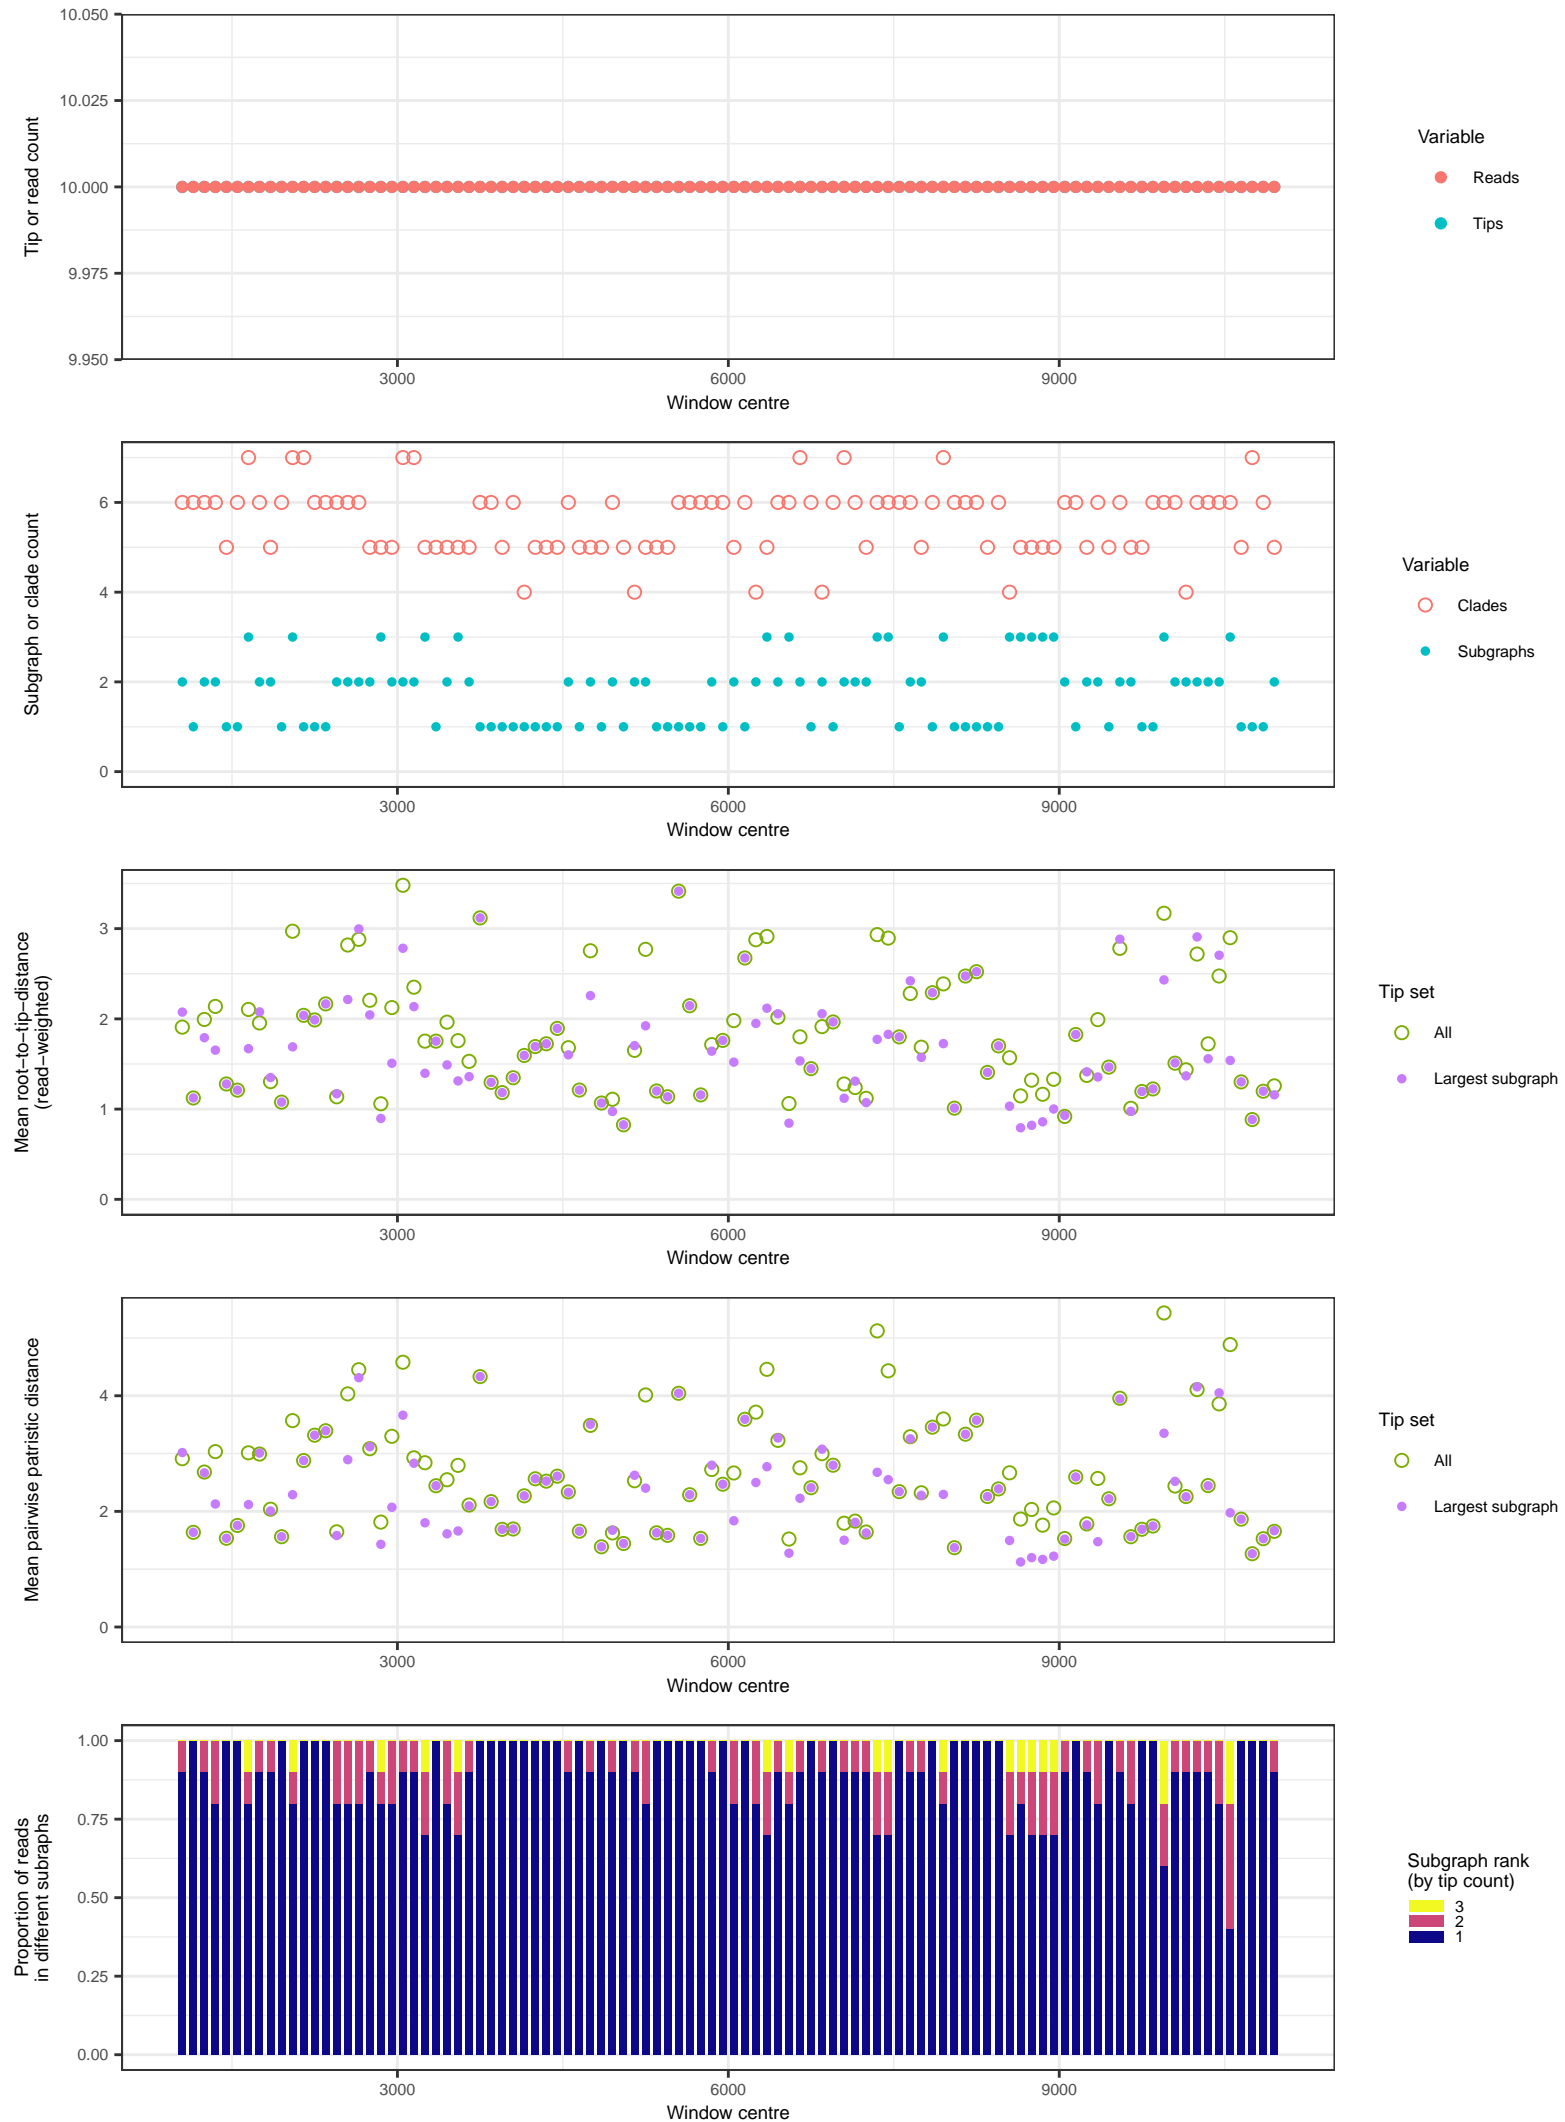 10.050
10.025
10.000
9.975
9.950
Tip or read count
3000
6000
9000
Window centre
Variable
Reads
Tips
6
4
2
0
Subgraph or clade count
3000
6000
9000
Window centre
Variable
Clades
Subgraphs
3
2
1
0
Mean root−to−tip−distance
(read−weighted)
3000
6000
9000
Window centre
Tip set
All
Largest subgraph
4
2
0
Mean pairwise patristic distance
3000
6000
9000
Window centre
Tip set
All
Largest subgraph
1.00
0.75
0.50
0.25
0.00
Proportion of reads
in different subraphs
3000
6000
9000
Window centre
Subgraph rank
(by tip count)
3
2
1